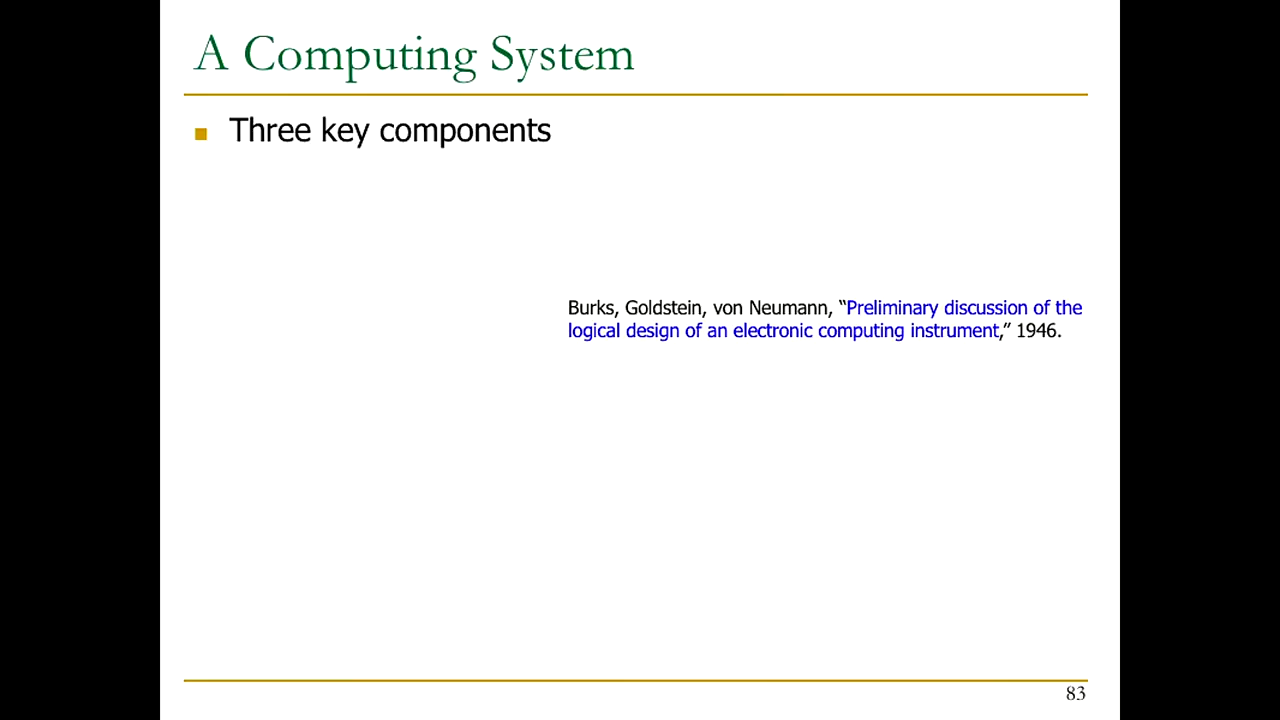 A Computing System
Three key components
Burks, Goldstein, von Neumann, “Preliminary discussion of the
logical design of an electronic computing instrument,” 1946.
83